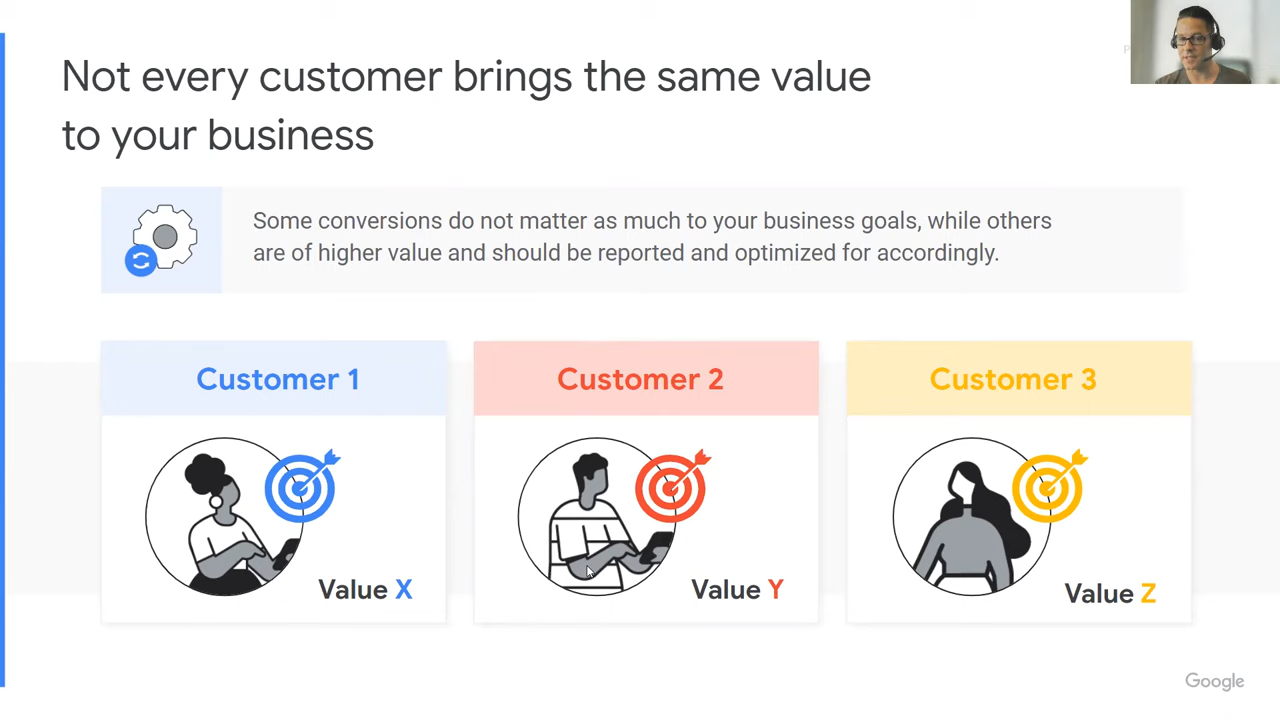 Not every customer brings the same value
to your business
Some conversions do not matter as much to your business goals, while others
are of higher value and should be reported and optimized for accordingly.
Customer 1
Customer 2
Customer 3
Value X
Value Y
Value Z
Google